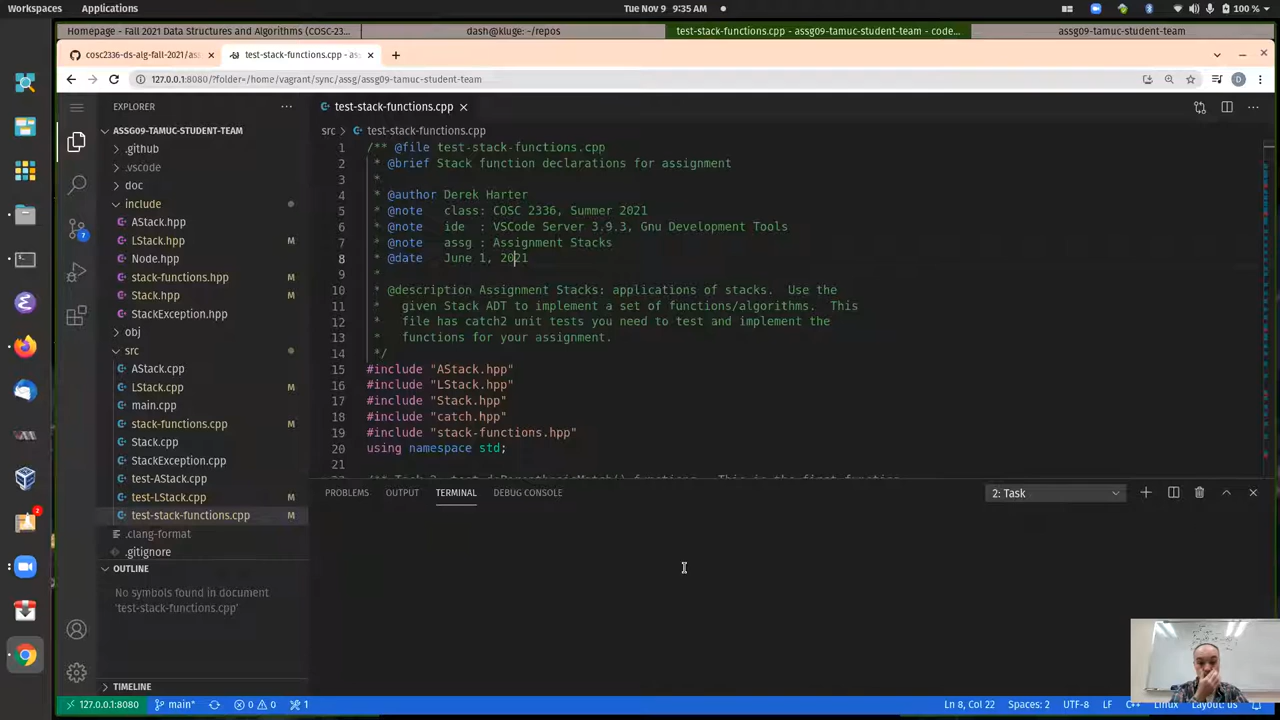 Workspaces Applications Tue Nov 9 9:35 AM 100 %
Homepage - Fall 2021 Data Structures and Algorithms (COSC-23... dash@kluge: ~/repos test-stack-functions.cpp - assg09-tamuc-student-team - code... assg09-tamuc-student-team
cosc2336-ds-alg-fall-2021/as test-stack-functions.cpp - as
127.0.0.1:8080/?folder=/home/vagrant/sync/assg/assg09-tamuc-student-team D
EXPLORER
test-stack-functions.cpp
ASSG09-TAMUC-STUDENT-TEAM
src > test-stack-functions.cpp
.github
.vscode
doc
include
AStack.hpp
LStack.hpp M
Node.hpp
stack-functions.hpp M
Stack.hpp M
StackException.hpp
obj
src
AStack.cpp
LStack.cpp M
main.cpp
stack-functions.cpp M
Stack.cpp
StackException.cpp
test-AStack.cpp
test-LStack.cpp M
test-stack-functions.cpp M
.clang-format
.gitignore
OUTLINE
No symbols found in document
'test-stack-functions.cpp'
TIMELINE
7
2
1 /** @file test-stack-functions.cpp
2 * @brief Stack function declarations for assignment
3 *
4 * @author Derek Harter
5 * @note class: COSC 2336, Summer 2021
6 * @note ide : VSCode Server 3.9.3, Gnu Development Tools
7 * @note assg : Assignment Stacks
8 * @date June 1, 2021
9 *
10 * @description Assignment Stacks: applications of stacks. Use the
11 * given Stack ADT to implement a set of functions/algorithms. This
12 * file has catch2 unit tests you need to test and implement the
13 * functions for your assignment.
14 */
15 #include "AStack.hpp"
16 #include "LStack.hpp"
17 #include "Stack.hpp"
18 #include "catch.hpp"
19 #include "stack-functions.hpp"
20 using namespace std;
21
PROBLEMS OUTPUT TERMINAL DEBUG CONSOLE 2: Task
127.0.0.1:8080 main* 0 0 1 Ln 8, Col 22 Spaces: 2 UTF-8 LF C++ Linux Layout: us